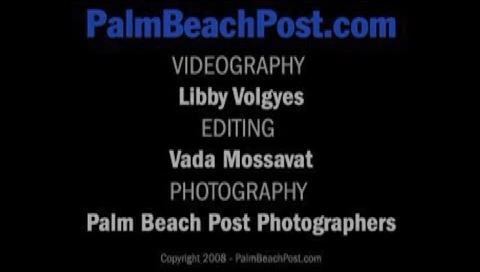 PalmBeachPost.com
VIDEOGRAPHY
Libby Volgyes
EDITING
Vada Mossavat
PHOTOGRAPHY
Palm Beach Post Photographers
Copyright 2008 - PalmBeachPost.com